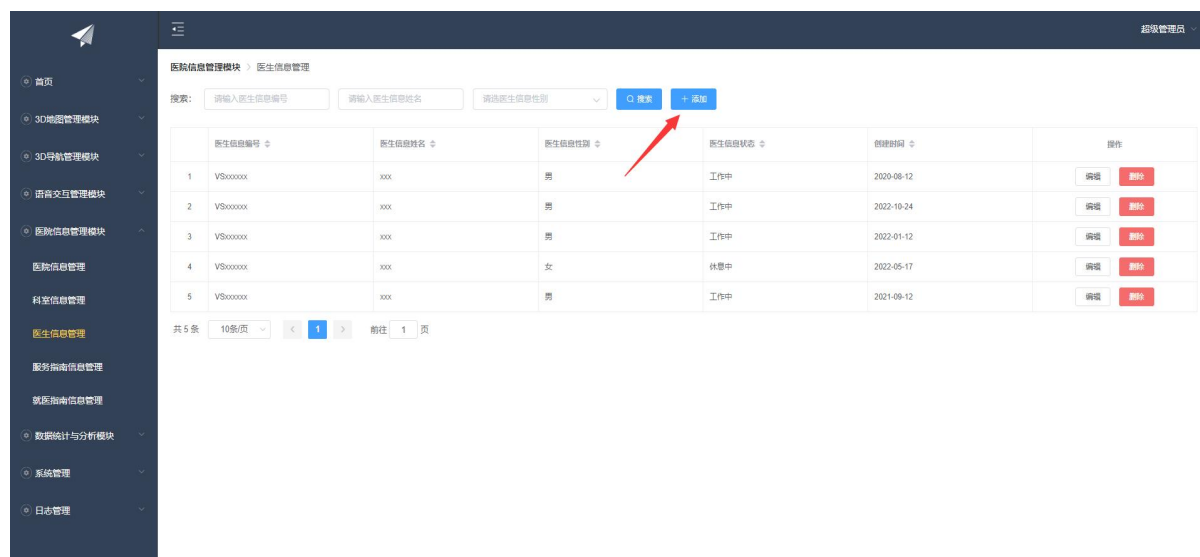 超级管理员
首页
3D地图管理模块
3D导航管理模块
语音交互管理模块
医院信息管理模块
医院信息管理
科室信息管理
医生信息管理
服务指南信息管理
就医指南信息管理
数据统计与分析模块
系统管理
日志管理
医院信息管理模块 > 医生信息管理
搜索: 请输入医生信息编号 请输入医生信息姓名 请选医生信息性别 搜索 + 添加
医生信息编号 医生信息姓名 医生信息性别 医生信息状态 创建时间 操作
1 VSxxxxxx xxx 男 工作中 2020-08-12 编辑 删除
2 VSxxxxxx xxx 男 工作中 2022-10-24 编辑 删除
3 VSxxxxxx xxx 男 工作中 2022-01-12 编辑 删除
4 VSxxxxxx xxx 女 休息中 2022-05-17 编辑 删除
5 VSxxxxxx xxx 男 工作中 2021-09-12 编辑 删除
共 5 条 10条/页 < 1 > 前往 1 页